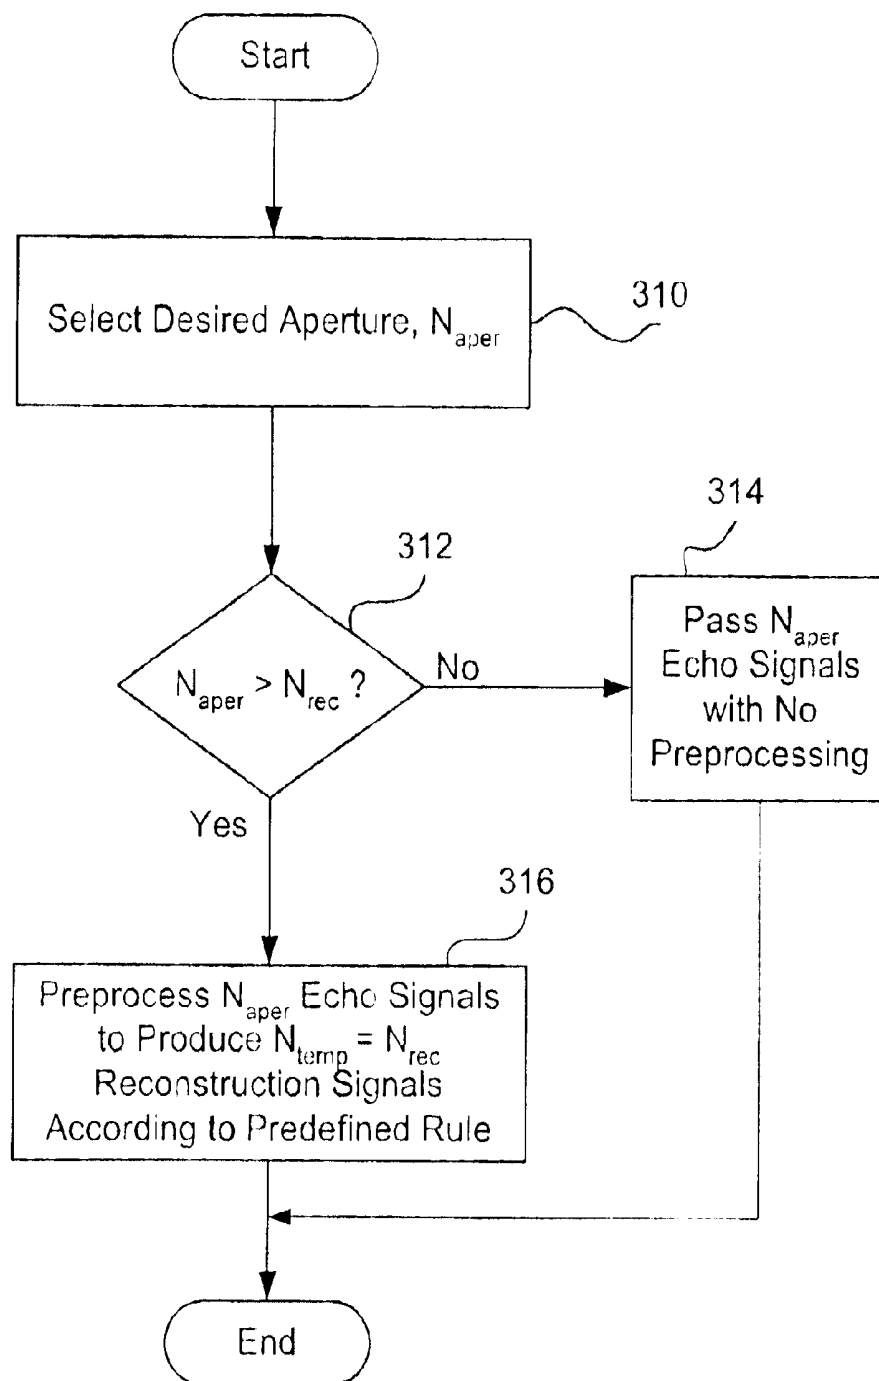 Start
Select Desired Aperture, N_aper
310
312
N_aper > N_rec ?
No
Yes
314
Pass N_aper
Echo Signals
with No
Preprocessing
316
Preprocess N_aper Echo Signals
to Produce N_temp = N_rec
Reconstruction Signals
According to Predefined Rule
End